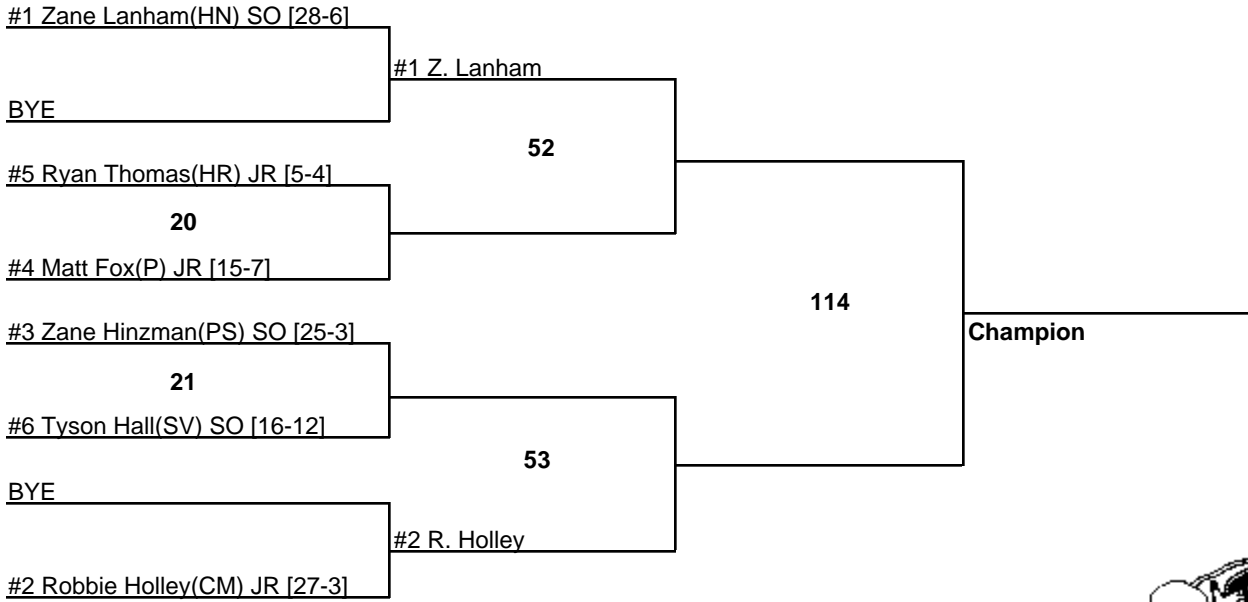 #1 Zane Lanham(HN) SO [28-6]
#1 Z. Lanham
BYE
52
#5 Ryan Thomas(HR) JR [5-4]
20
#4 Matt Fox(P) JR [15-7]
114
#3 Zane Hinzman(PS) SO [25-3]
Champion
21
#6 Tyson Hall(SV) SO [16-12]
53
BYE
#2 R. Holley
#2 Robbie Holley(CM) JR [27-3]